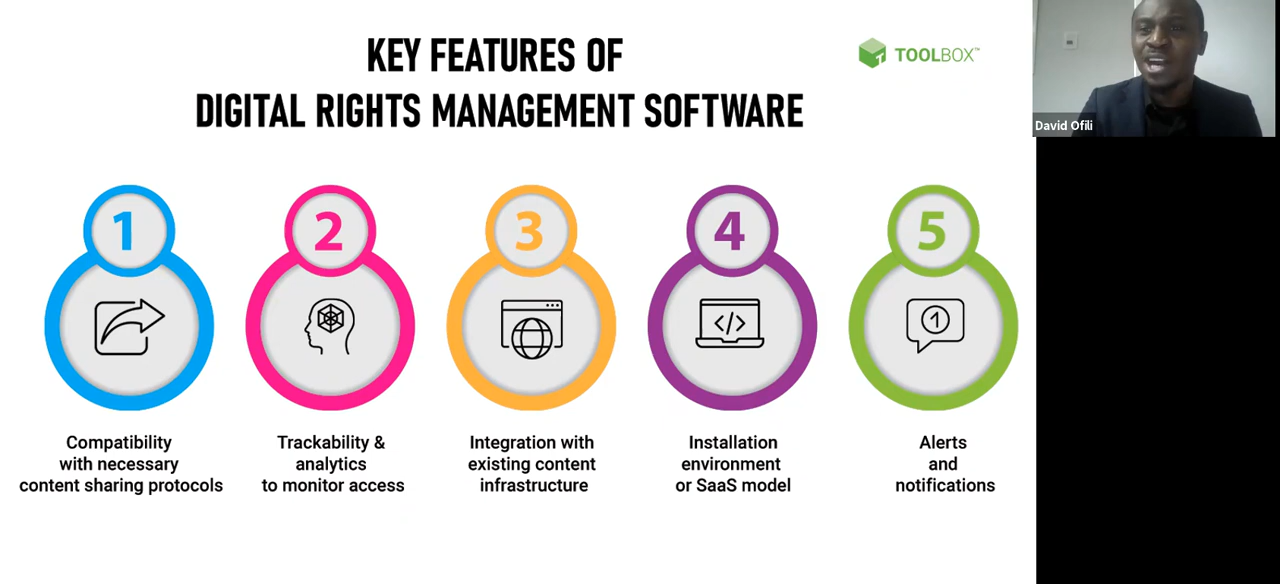 KEY FEATURES OF
DIGITAL RIGHTS MANAGEMENT SOFTWARE
TOOLBOX™
David Ofili
1
2
3
4
5
</>
1
Compatibility
with necessary
content sharing protocols
Trackability &
analytics
to monitor access
Integration with
existing content
infrastructure
Installation
environment
or SaaS model
Alerts
and
notifications